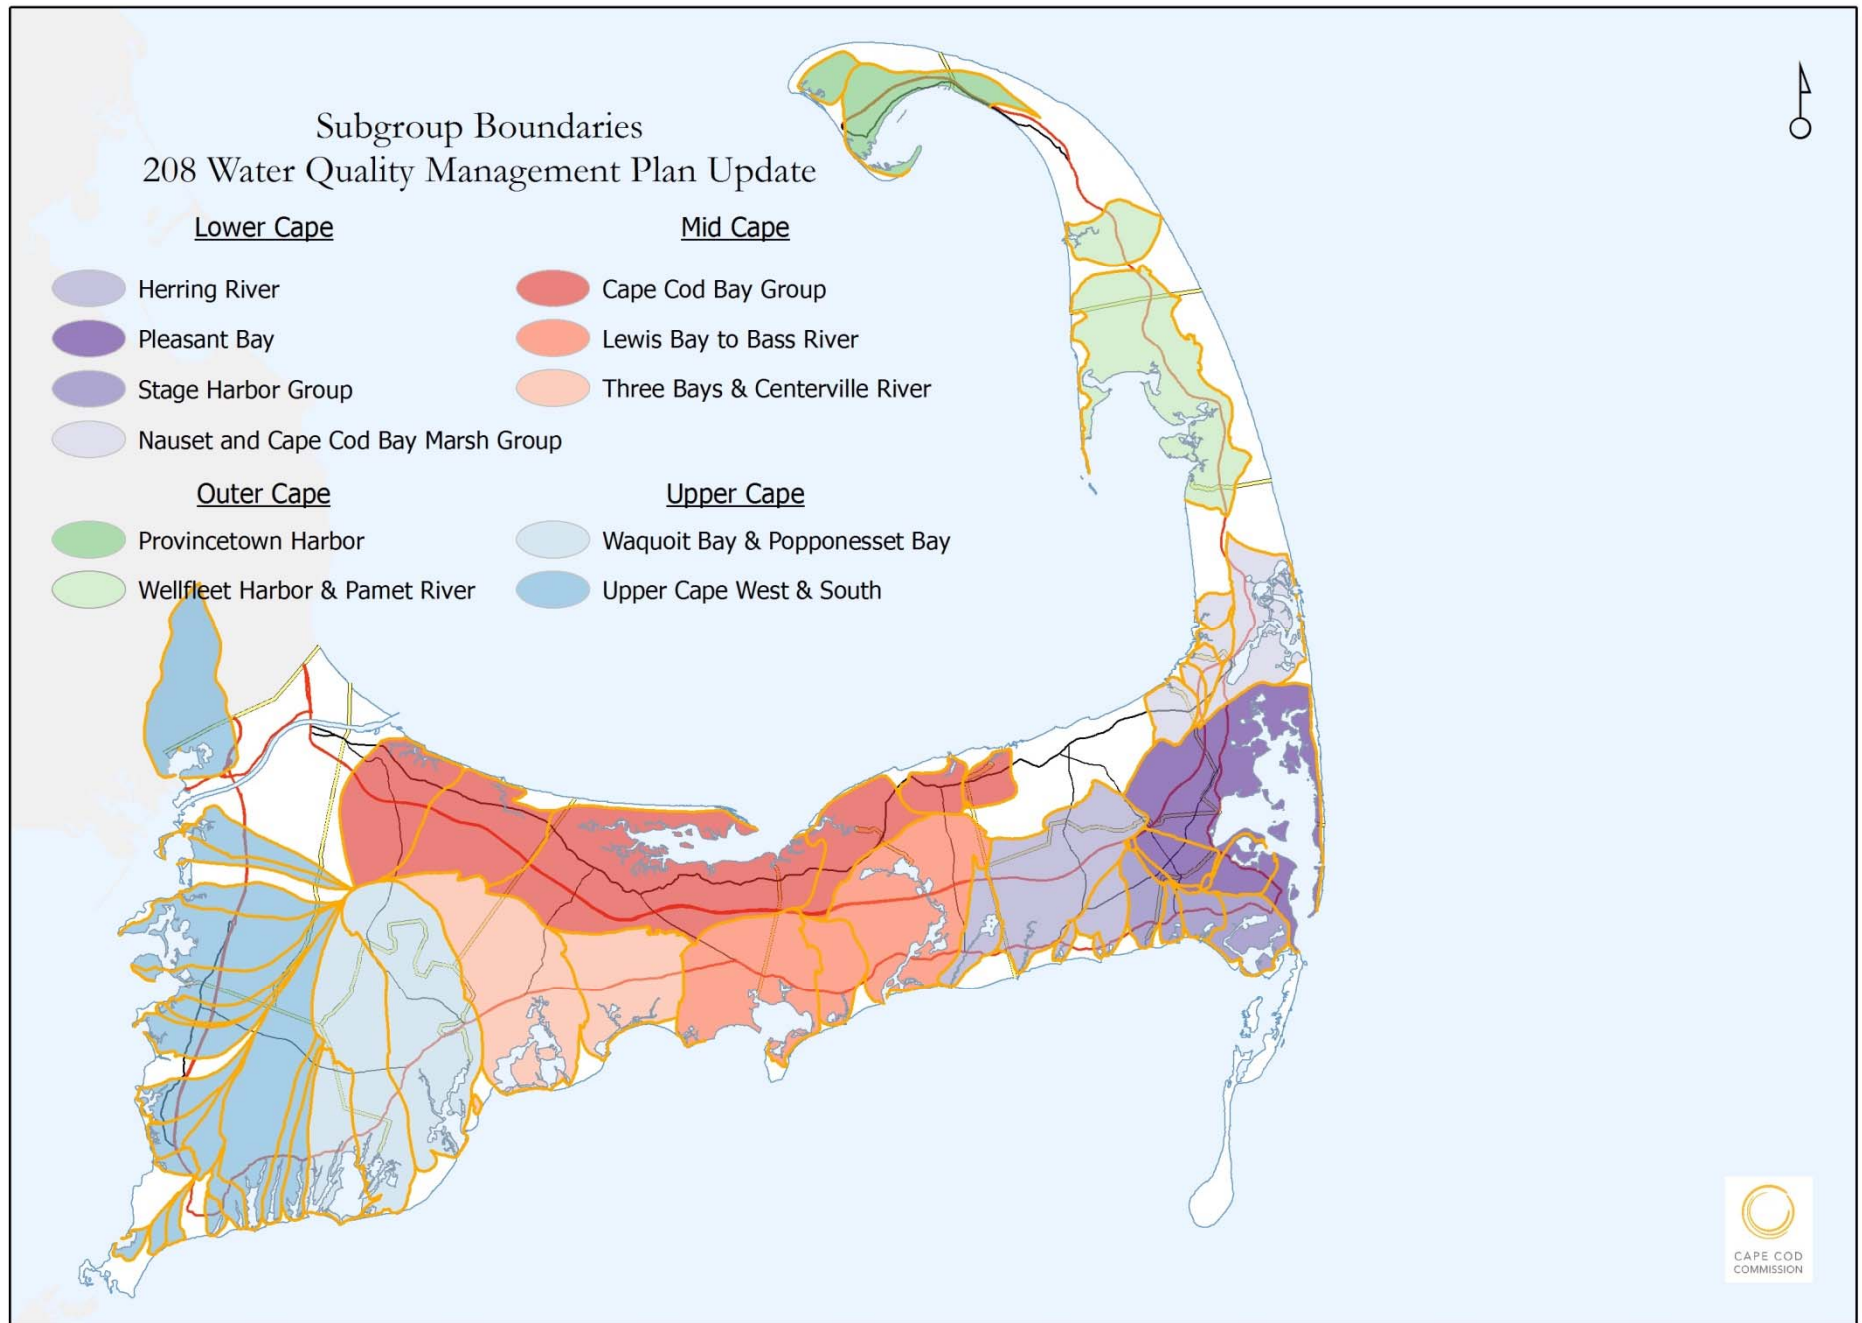 Subgroup Boundaries
208 Water Quality Management Plan Update
Lower Cape
Herring River
Pleasant Bay
Stage Harbor Group
Nauset and Cape Cod Bay Marsh Group
Mid Cape
Cape Cod Bay Group
Lewis Bay to Bass River
Three Bays & Centerville River
Outer Cape
Provincetown Harbor
Wellfleet Harbor & Pamet River
Upper Cape
Waquoit Bay & Popponesset Bay
Upper Cape West & South
CAPE COD
COMMISSION